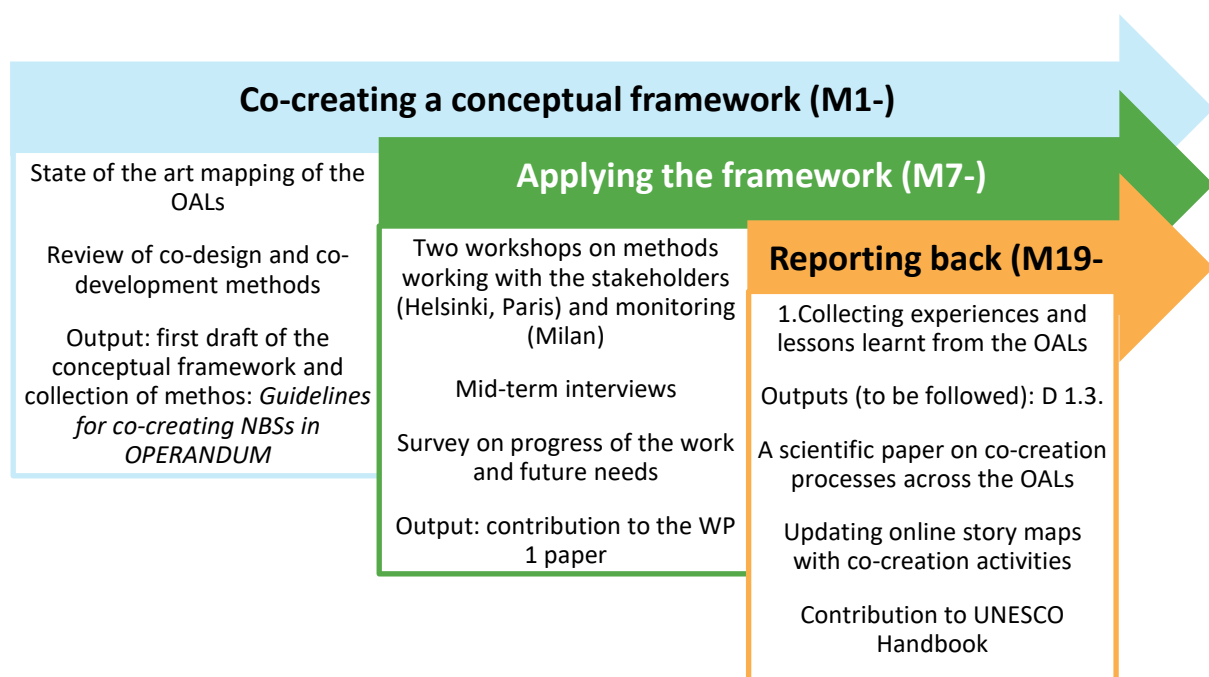 Co-creating a conceptual framework (M1-)
State of the art mapping of the
OALs
Review of co-design and co-
development methods
Output: first draft of the
conceptual framework and
collection of methos: Guidelines
for co-creating NBSs in
OPERANDUM
Applying the framework (M7-)
Two workshops on methods
working with the stakeholders
(Helsinki, Paris) and monitoring
(Milan)
Mid-term interviews
Survey on progress of the work
and future needs
Output: contribution to the WP
1 paper
Reporting back (M19-
1.Collecting experiences and
lessons learnt from the OALs
Outputs (to be followed): D 1.3.
A scientific paper on co-creation
processes across the OALs
Updating online story maps
with co-creation activities
Contribution to UNESCO
Handbook